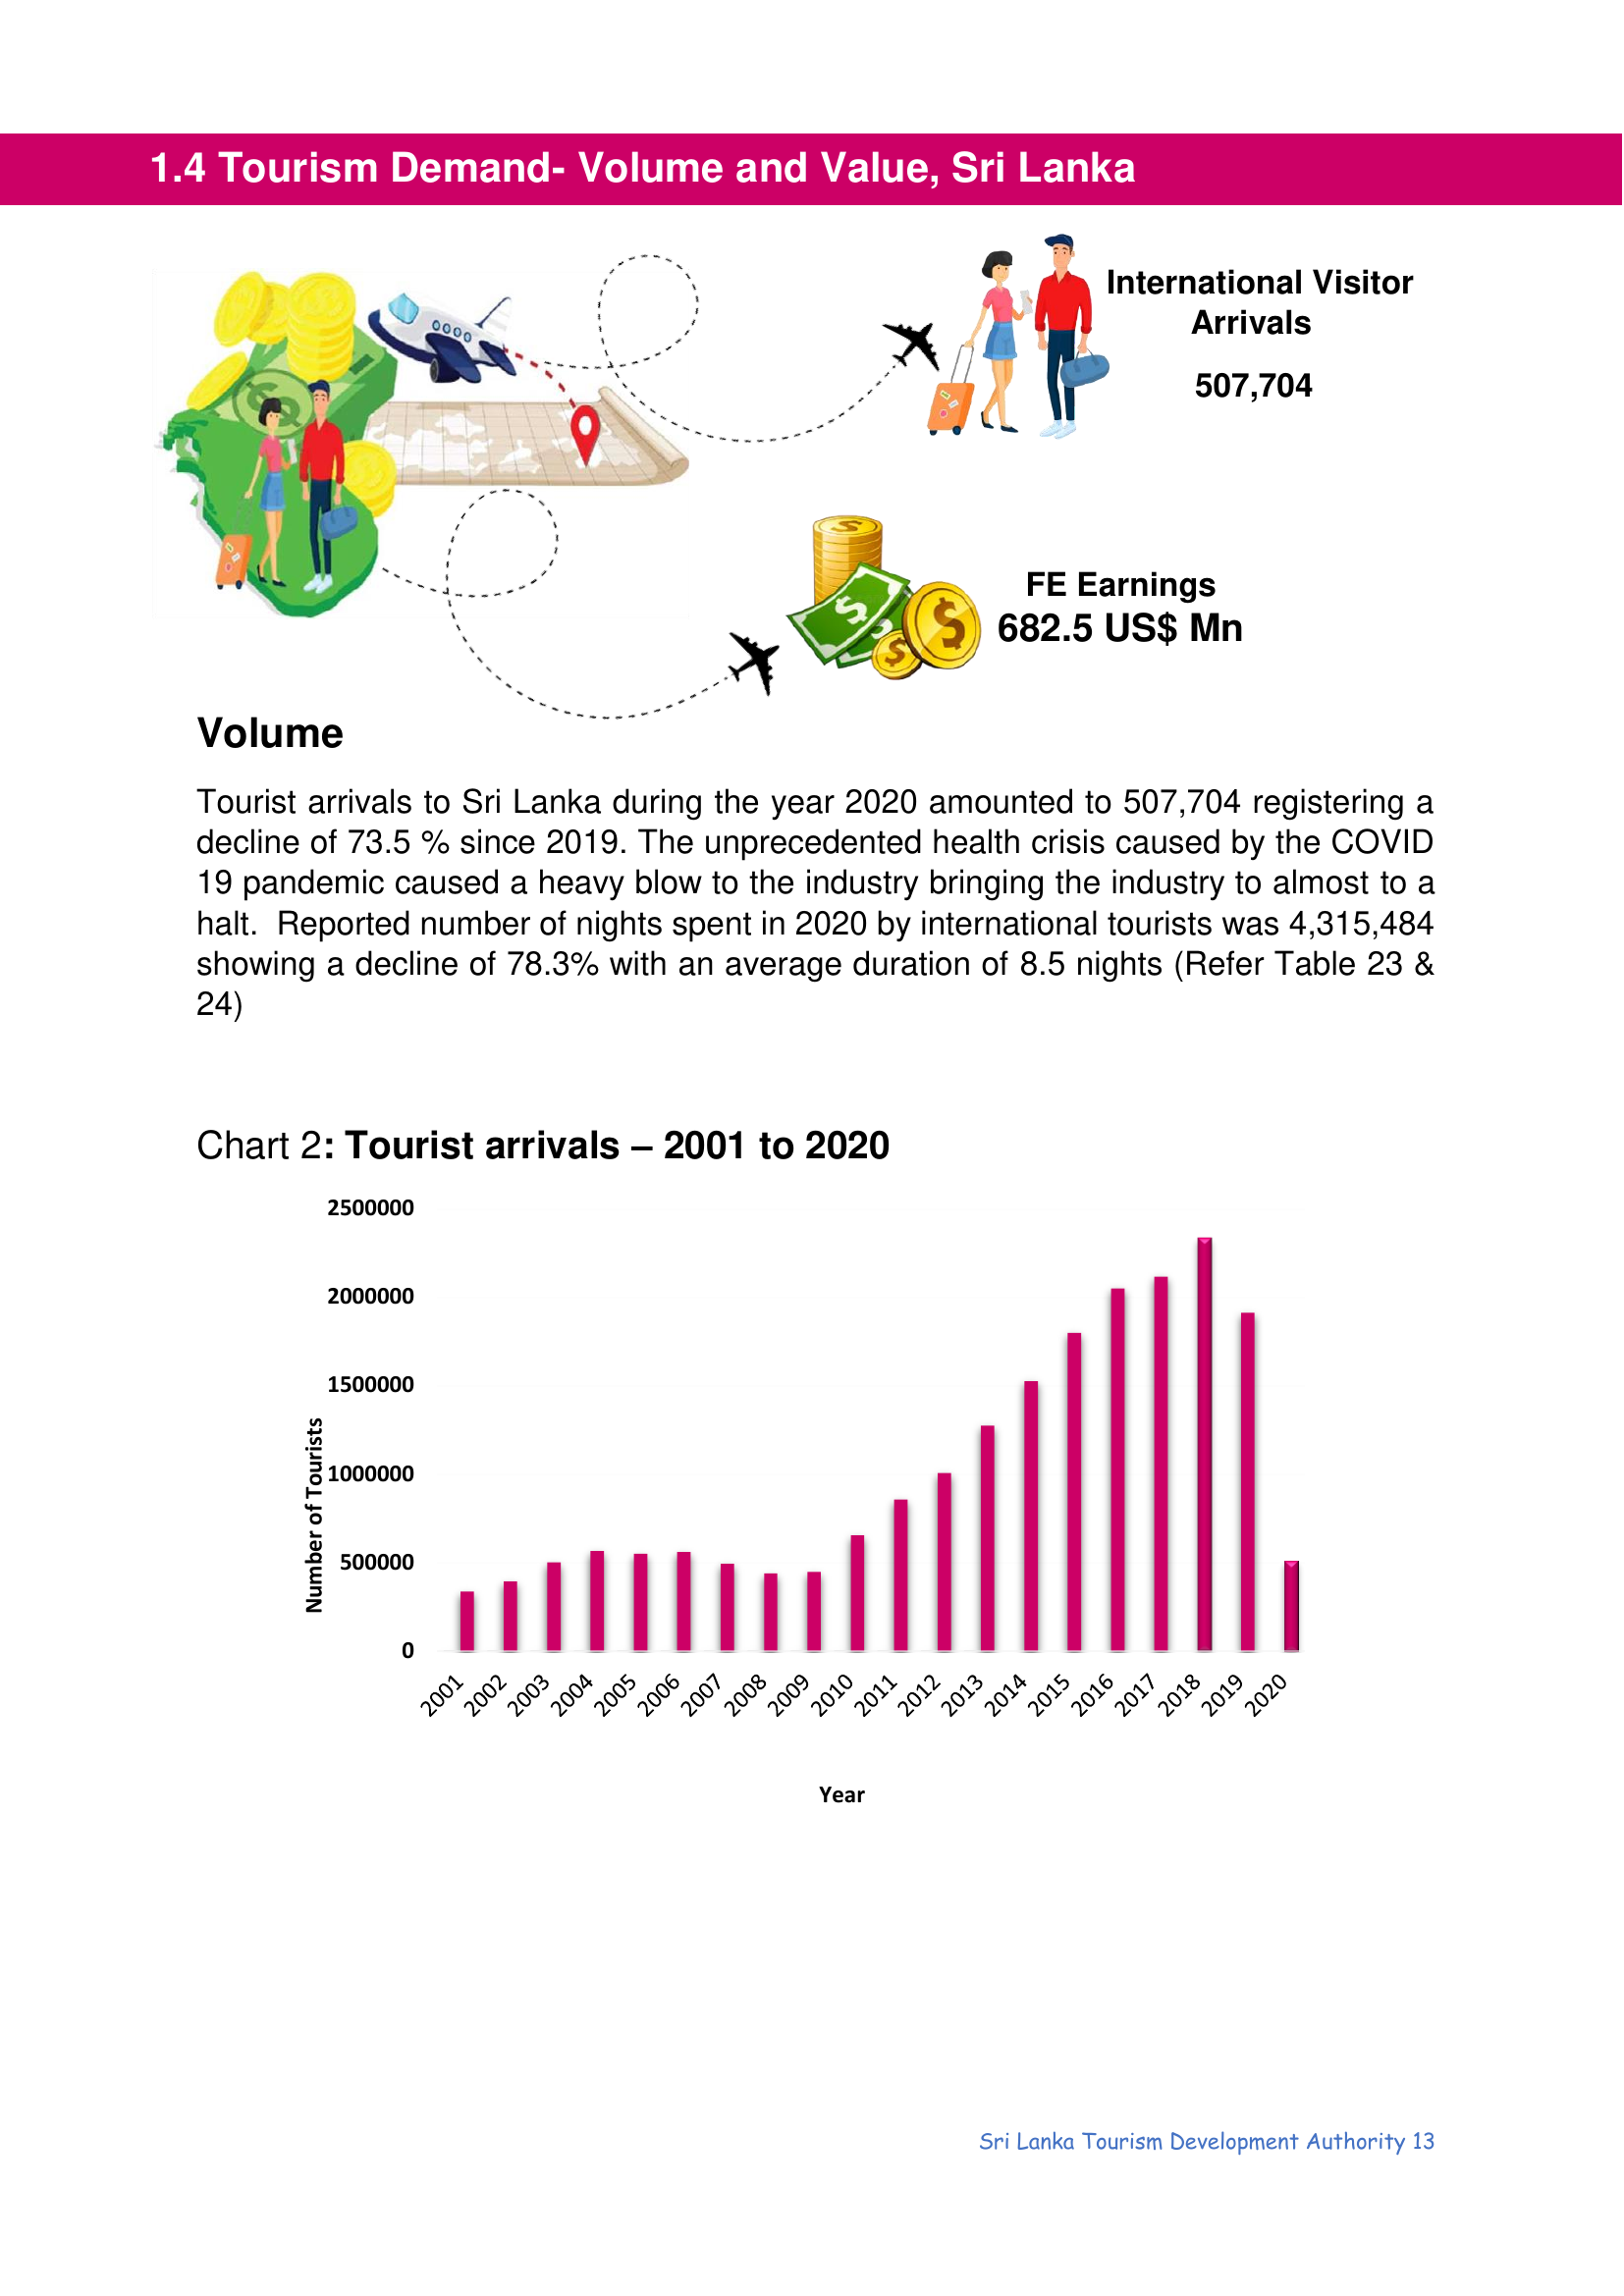 1.4 Tourism Demand- Volume and Value, Sri Lanka
International Visitor
Arrivals
507,704
FE Earnings
682.5 US$ Mn
Volume
Tourist arrivals to Sri Lanka during the year 2020 amounted to 507,704 registering a
decline of 73.5 % since 2019. The unprecedented health crisis caused by the COVID
19 pandemic caused a heavy blow to the industry bringing the industry to almost to a
halt.  Reported number of nights spent in 2020 by international tourists was 4,315,484
showing a decline of 78.3% with an average duration of 8.5 nights (Refer Table 23 &
24)
Chart 2: Tourist arrivals – 2001 to 2020
2500000
2000000
1500000
1000000
500000
0
Number of Tourists
2001 2002 2003 2004 2005 2006 2007 2008 2009 2010 2011 2012 2013 2014 2015 2016 2017 2018 2019 2020
Year
Sri Lanka Tourism Development Authority 13